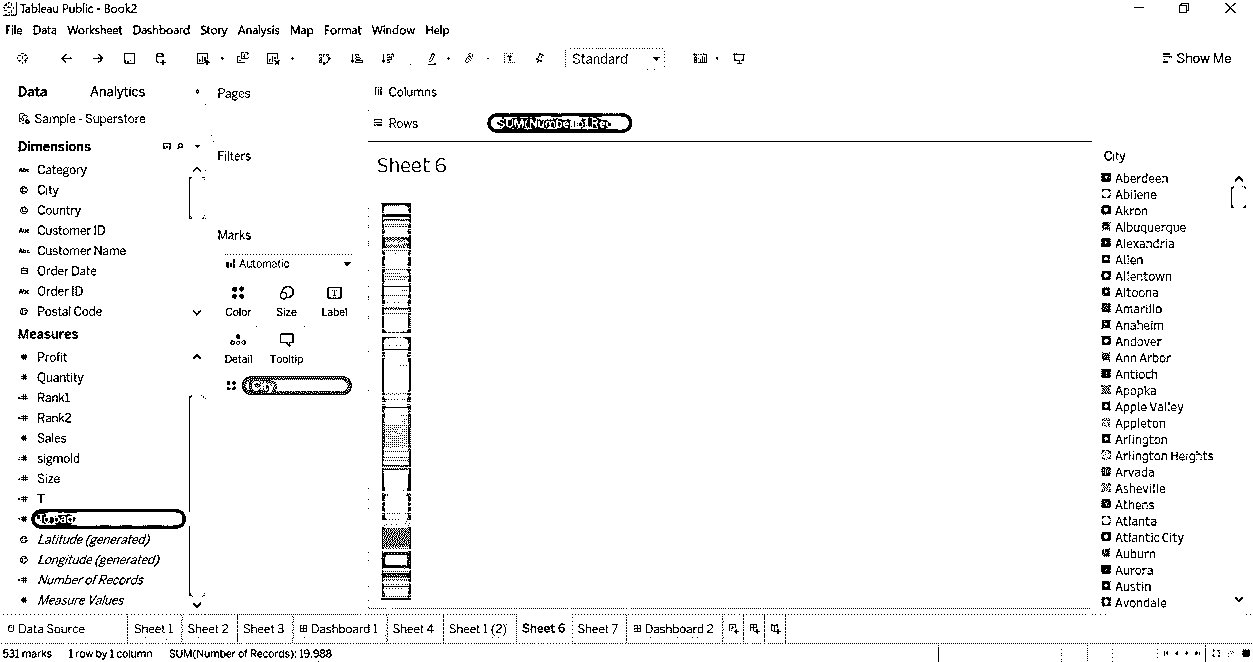 Tableau Public - Book2
File Data Worksheet Dashboard Story Analysis Map Format Window Help
Standard
Show Me
Data Analytics
Sample - Superstore
Dimensions
Abc Category
City
Country
Abc Customer ID
Abc Customer Name
Order Date
Abc Order ID
Postal Code
Measures
# Profit
# Quantity
=# Rank1
=# Rank2
# Sales
=# sigmoid
=# Size
=# T
Latitude (generated)
Longitude (generated)
=# Number of Records
# Measure Values
Pages
Filters
Marks
Automatic
Color Size Label
Detail Tooltip
City
Columns
Rows SUM(Number of Rec..
Sheet 6
City
Aberdeen
Abilene
Akron
Albuquerque
Alexandria
Allen
Allentown
Altoona
Amarillo
Anaheim
Andover
Ann Arbor
Antioch
Apopka
Apple Valley
Appleton
Arlington
Arlington Heights
Arvada
Asheville
Athens
Atlanta
Atlantic City
Auburn
Aurora
Austin
Avondale
Data Source Sheet 1 Sheet 2 Sheet 3 Dashboard 1 Sheet 4 Sheet 1 (2) Sheet 6 Sheet 7 Dashboard 2
531 marks 1 row by 1 column SUM(Number of Records): 19,988